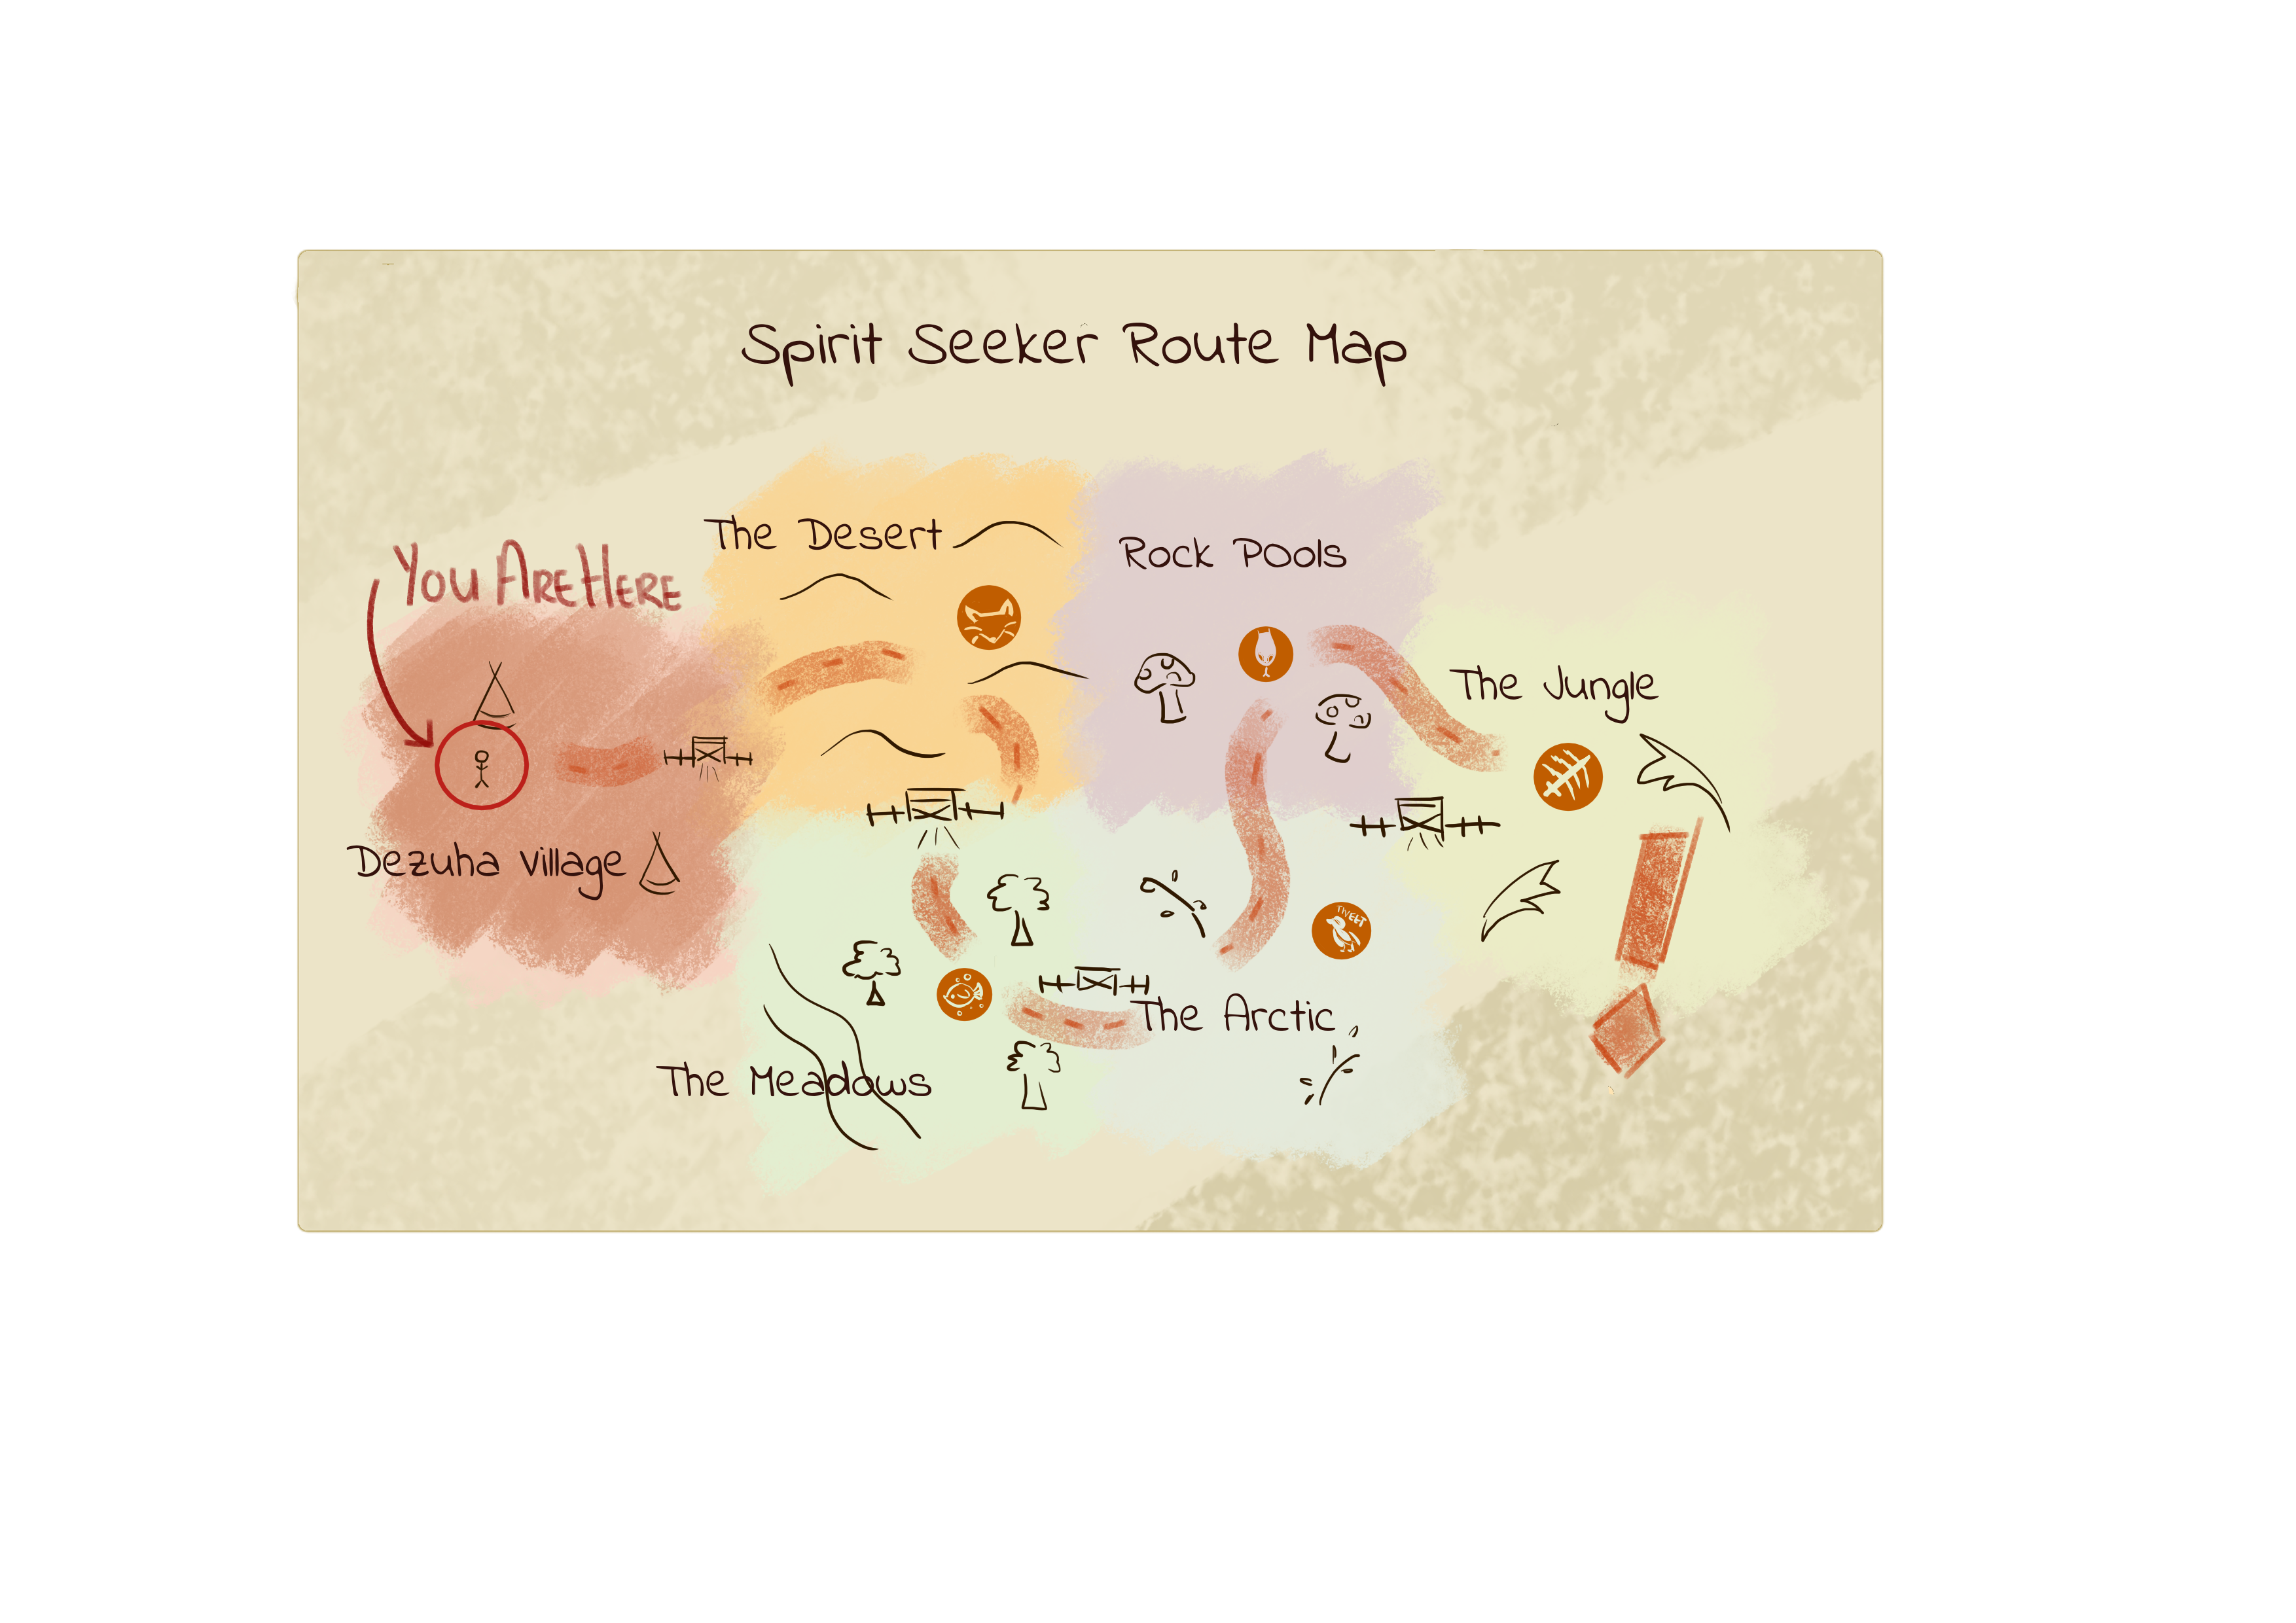 Spirit Seeker Route Map
The Desert
Rock POols
YOU ARE HERE
The Jungle
Dezuha Village
TIVELT
The Arctic
The Meadows